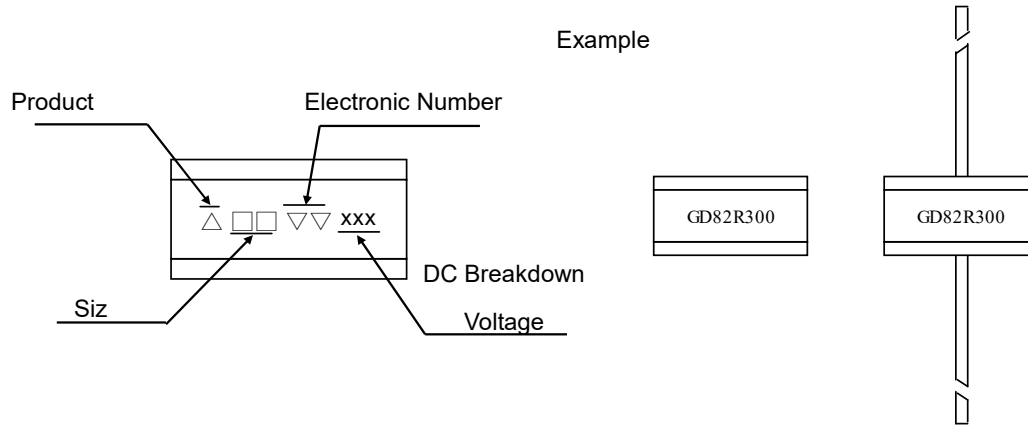 Example
Product
Electronic Number
△ □□ ▽▽ xxx
GD82R300
GD82R300
DC Breakdown
Siz
Voltage